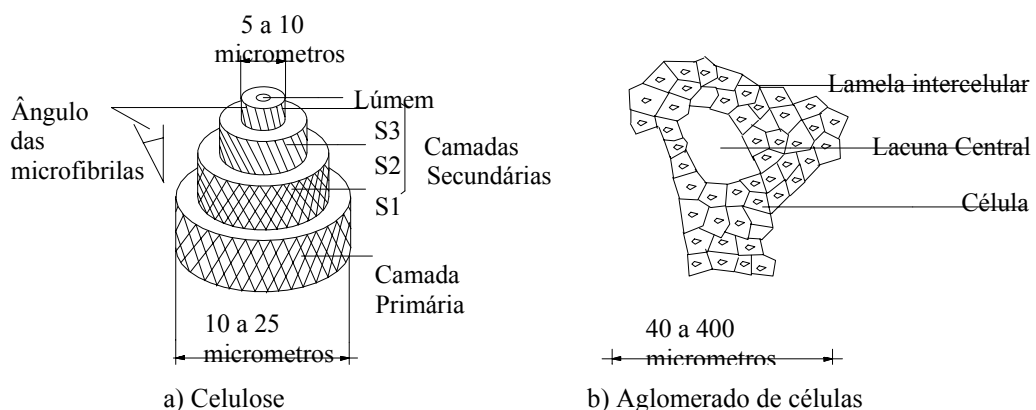 5 a 10
micrometros
Ângulo
das
microfibrilas
Lúmem
S3
S2
S1
Camadas
Secundárias
Camada
Primária
10 a 25
micrometros
a) Celulose
Lamela intercelular
Lacuna Central
Célula
40 a 400
micrometros
b) Aglomerado de células